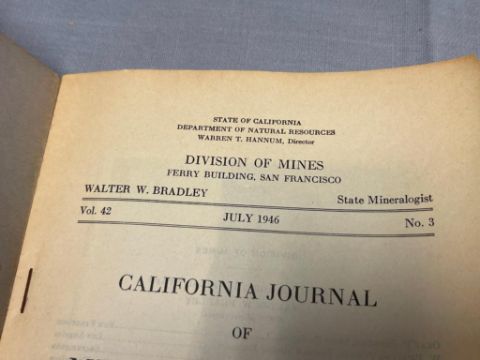 STATE OF CALIFORNIA
DEPARTMENT OF NATURAL RESOURCES
WARREN T. HANNUM, Director
DIVISION OF MINES
FERRY BUILDING, SAN FRANCISCO
WALTER W. BRADLEY State Mineralogist
Vol. 42 JULY 1946 No. 3
CALIFORNIA JOURNAL
OF